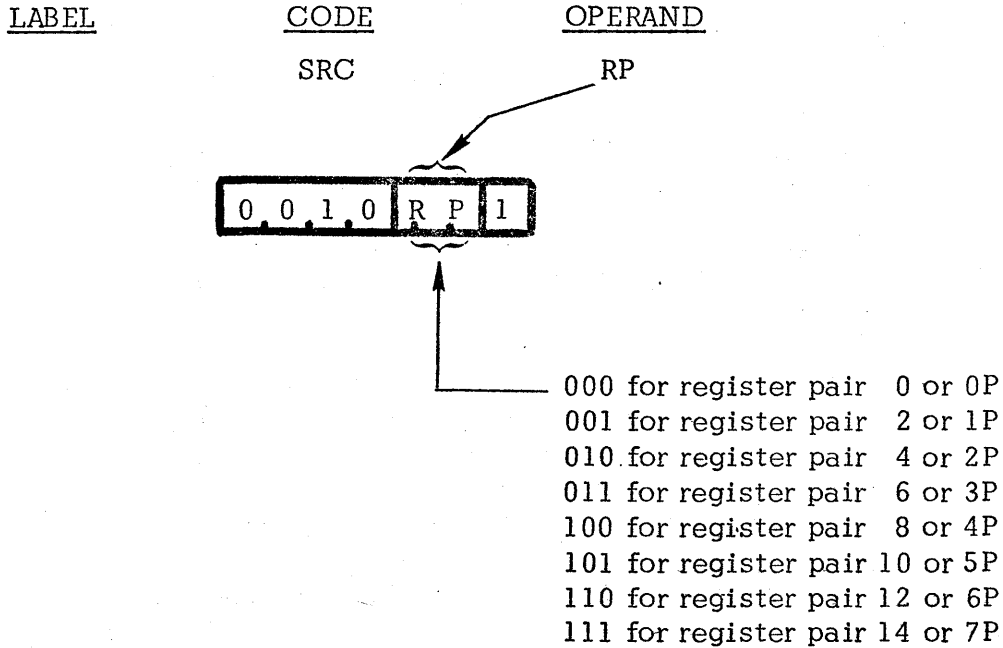 LABEL CODE OPERAND
SRC RP
0 0 1 0 R P 1
000 for register pair 0 or 0P
001 for register pair 2 or 1P
010 for register pair 4 or 2P
011 for register pair 6 or 3P
100 for register pair 8 or 4P
101 for register pair 10 or 5P
110 for register pair 12 or 6P
111 for register pair 14 or 7P